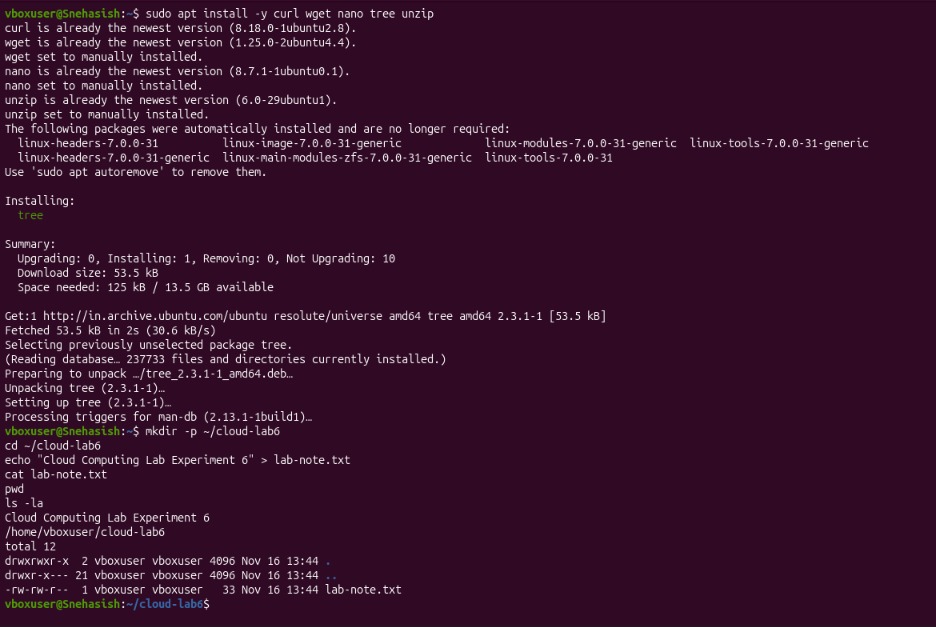 vboxuser@Snehasish:~$ sudo apt install -y curl wget nano tree unzip
curl is already the newest version (8.18.0-1ubuntu2.8).
wget is already the newest version (1.25.0-2ubuntu4.4).
wget set to manually installed.
nano is already the newest version (8.7.1-1ubuntu0.1).
nano set to manually installed.
unzip is already the newest version (6.0-29ubuntu1).
unzip set to manually installed.
The following packages were automatically installed and are no longer required:
  linux-headers-7.0.0-31          linux-image-7.0.0-31-generic             linux-modules-7.0.0-31-generic  linux-tools-7.0.0-31-generic
  linux-headers-7.0.0-31-generic  linux-main-modules-zfs-7.0.0-31-generic  linux-tools-7.0.0-31
Use 'sudo apt autoremove' to remove them.

Installing:
  tree

Summary:
  Upgrading: 0, Installing: 1, Removing: 0, Not Upgrading: 10
  Download size: 53.5 kB
  Space needed: 125 kB / 13.5 GB available

Get:1 http://in.archive.ubuntu.com/ubuntu resolute/universe amd64 tree amd64 2.3.1-1 [53.5 kB]
Fetched 53.5 kB in 2s (30.6 kB/s)
Selecting previously unselected package tree.
(Reading database… 237733 files and directories currently installed.)
Preparing to unpack …/tree_2.3.1-1_amd64.deb…
Unpacking tree (2.3.1-1)…
Setting up tree (2.3.1-1)…
Processing triggers for man-db (2.13.1-1build1)…
vboxuser@Snehasish:~$ mkdir -p ~/cloud-lab6
cd ~/cloud-lab6
echo "Cloud Computing Lab Experiment 6" > lab-note.txt
cat lab-note.txt
pwd
ls -la
Cloud Computing Lab Experiment 6
/home/vboxuser/cloud-lab6
total 12
drwxrwxr-x  2 vboxuser vboxuser 4096 Nov 16 13:44 .
drwxr-x--- 21 vboxuser vboxuser 4096 Nov 16 13:44 ..
-rw-rw-r--  1 vboxuser vboxuser   33 Nov 16 13:44 lab-note.txt
vboxuser@Snehasish:~/cloud-lab6$